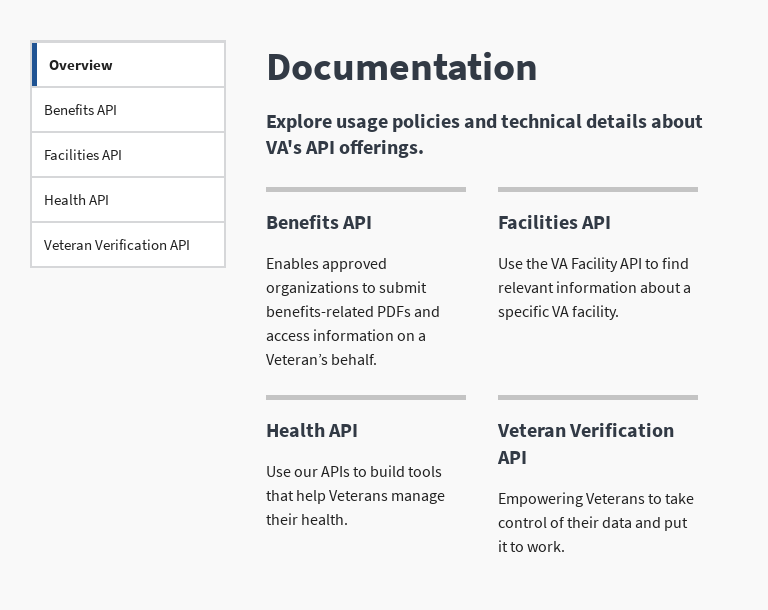 Overview
Benefits API
Facilities API
Health API
Veteran Verification API
Documentation
Explore usage policies and technical details about
VA's API offerings.
Benefits API
Enables approved
organizations to submit
benefits-related PDFs and
access information on a
Veteran’s behalf.
Facilities API
Use the VA Facility API to find
relevant information about a
specific VA facility.
Health API
Use our APIs to build tools
that help Veterans manage
their health.
Veteran Verification
API
Empowering Veterans to take
control of their data and put
it to work.